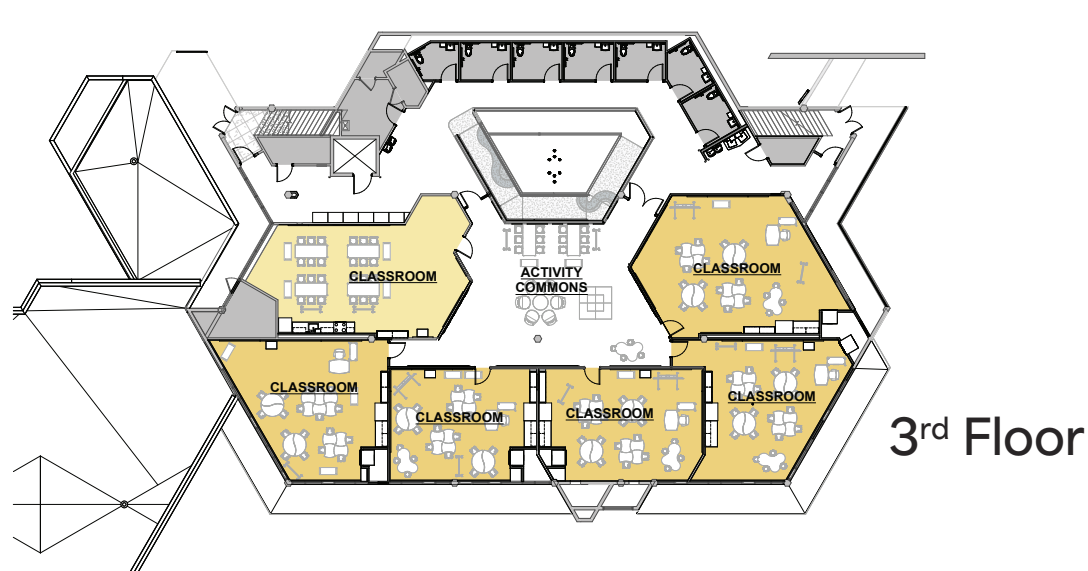 CLASSROOM
ACTIVITY
COMMONS
CLASSROOM
CLASSROOM
CLASSROOM
CLASSROOM
CLASSROOM
3rd Floor